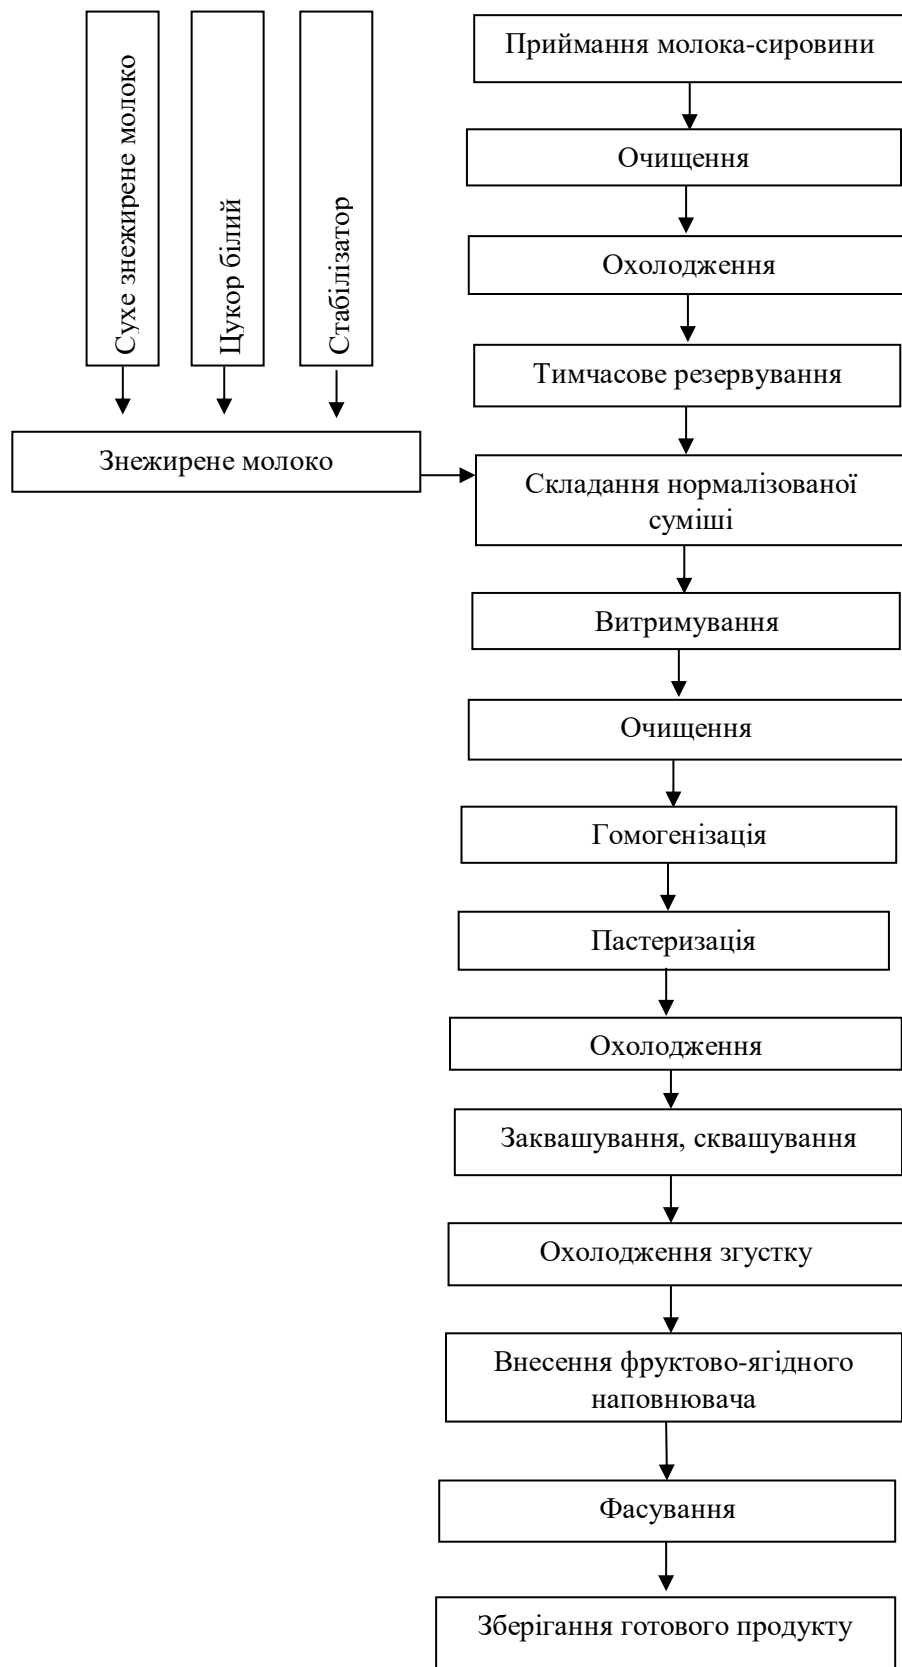 Сухе знежирене молоко
Цукор білий
Стабілізатор
Знежирене молоко
Приймання молока-сировини
Очищення
Охолодження
Тимчасове резервування
Складання нормалізованої
суміші
Витримування
Очищення
Гомогенізація
Пастеризація
Охолодження
Заквашування, сквашування
Охолодження згустку
Внесення фруктово-ягідного
наповнювача
Фасування
Зберігання готового продукту